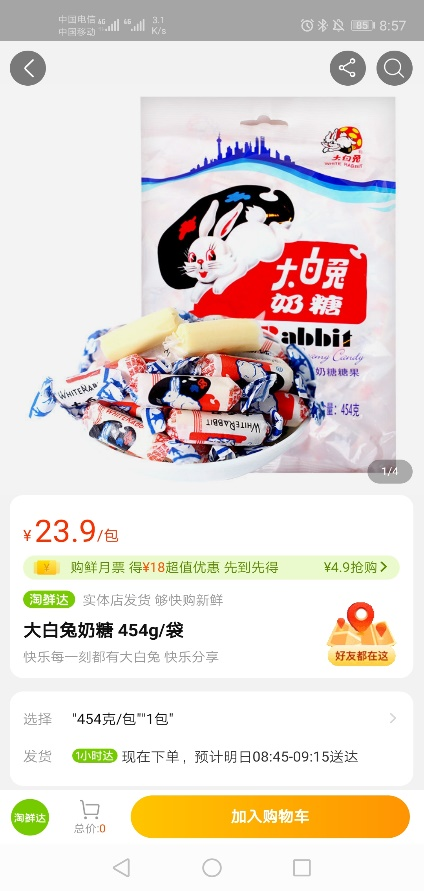 中国电信
中国移动
4G
4G
3.1
K/s
85
8:57
大白兔
WHITE RABBIT
大白兔
奶糖
Rabbit
Creamy Candy
奶糖糖果
量：454克
WHITERABBIT
WHITERABBIT
1/4
¥23.9/包
购鲜月票 得¥18超值优惠 先到先得
¥4.9抢购
淘鲜达 实体店发货 够快购新鲜
大白兔奶糖 454g/袋
快乐每一刻都有大白兔 快乐分享
好友都在这
选择 "454克/包""1包"
发货 1小时达 现在下单，预计明日08:45-09:15送达
淘鲜达
总价:0
加入购物车